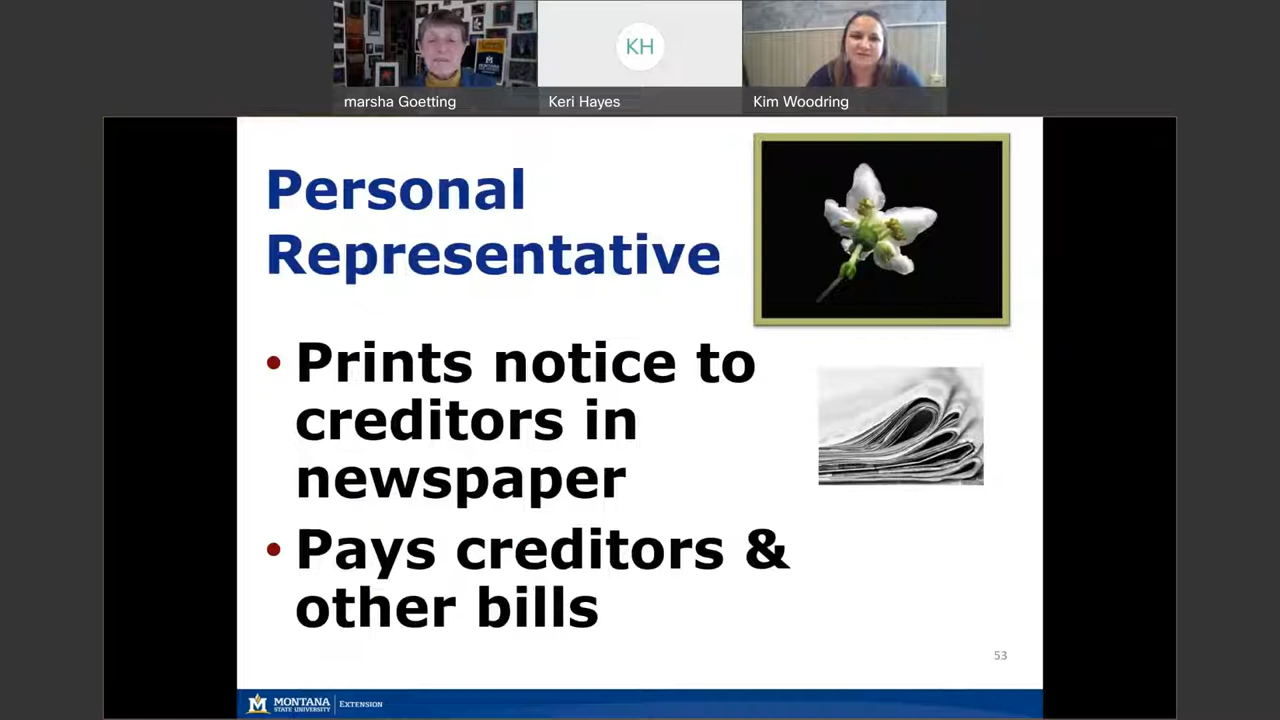 KH
marsha Goetting
Keri Hayes
Kim Woodring
Personal
Representative
• Prints notice to
creditors in
newspaper
• Pays creditors &
other bills
53
M MONTANA
STATE UNIVERSITY
EXTENSION